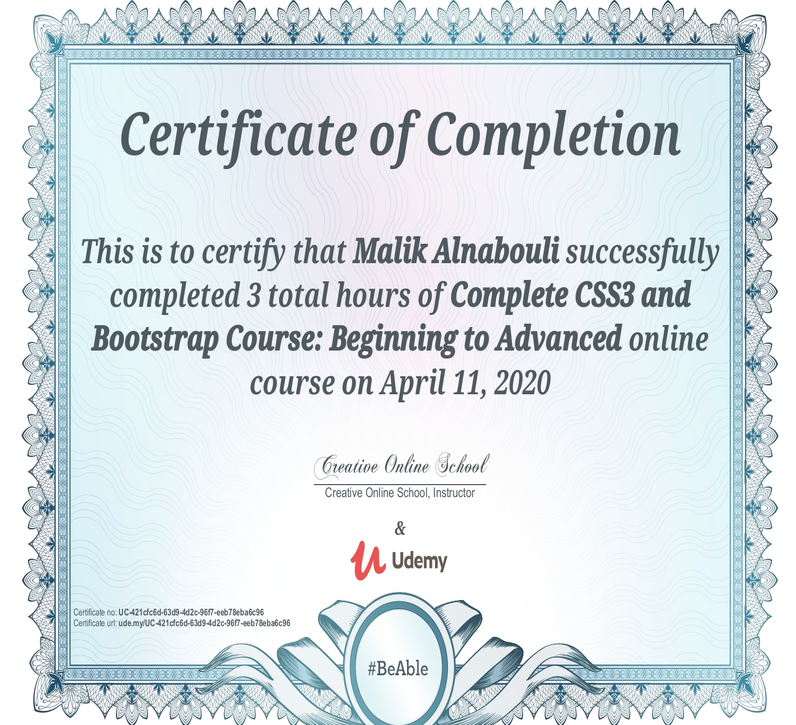 Certificate of Completion
This is to certify that Malik Alnabouli successfully
completed 3 total hours of Complete CSS3 and
Bootstrap Course: Beginning to Advanced online
course on April 11, 2020
Creative Online School
Creative Online School, Instructor
&
Udemy
Certificate no: UC-421cfc6d-63d9-4d2c-96f7-eeb78eba6c96
Certificate url: ude.my/UC-421cfc6d-63d9-4d2c-96f7-eeb78eba6c96
#BeAble